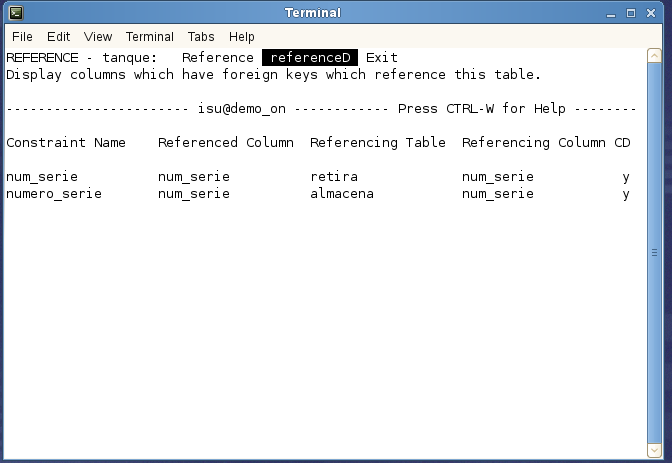 Terminal
File Edit View Terminal Tabs Help
REFERENCE - tanque: Reference referenceD Exit
Display columns which have foreign keys which reference this table.
----------------------- isu@demo_on ------------ Press CTRL-W for Help --------
Constraint Name Referenced Column Referencing Table Referencing Column CD
num_serie num_serie retira num_serie y
numero_serie num_serie almacena num_serie y